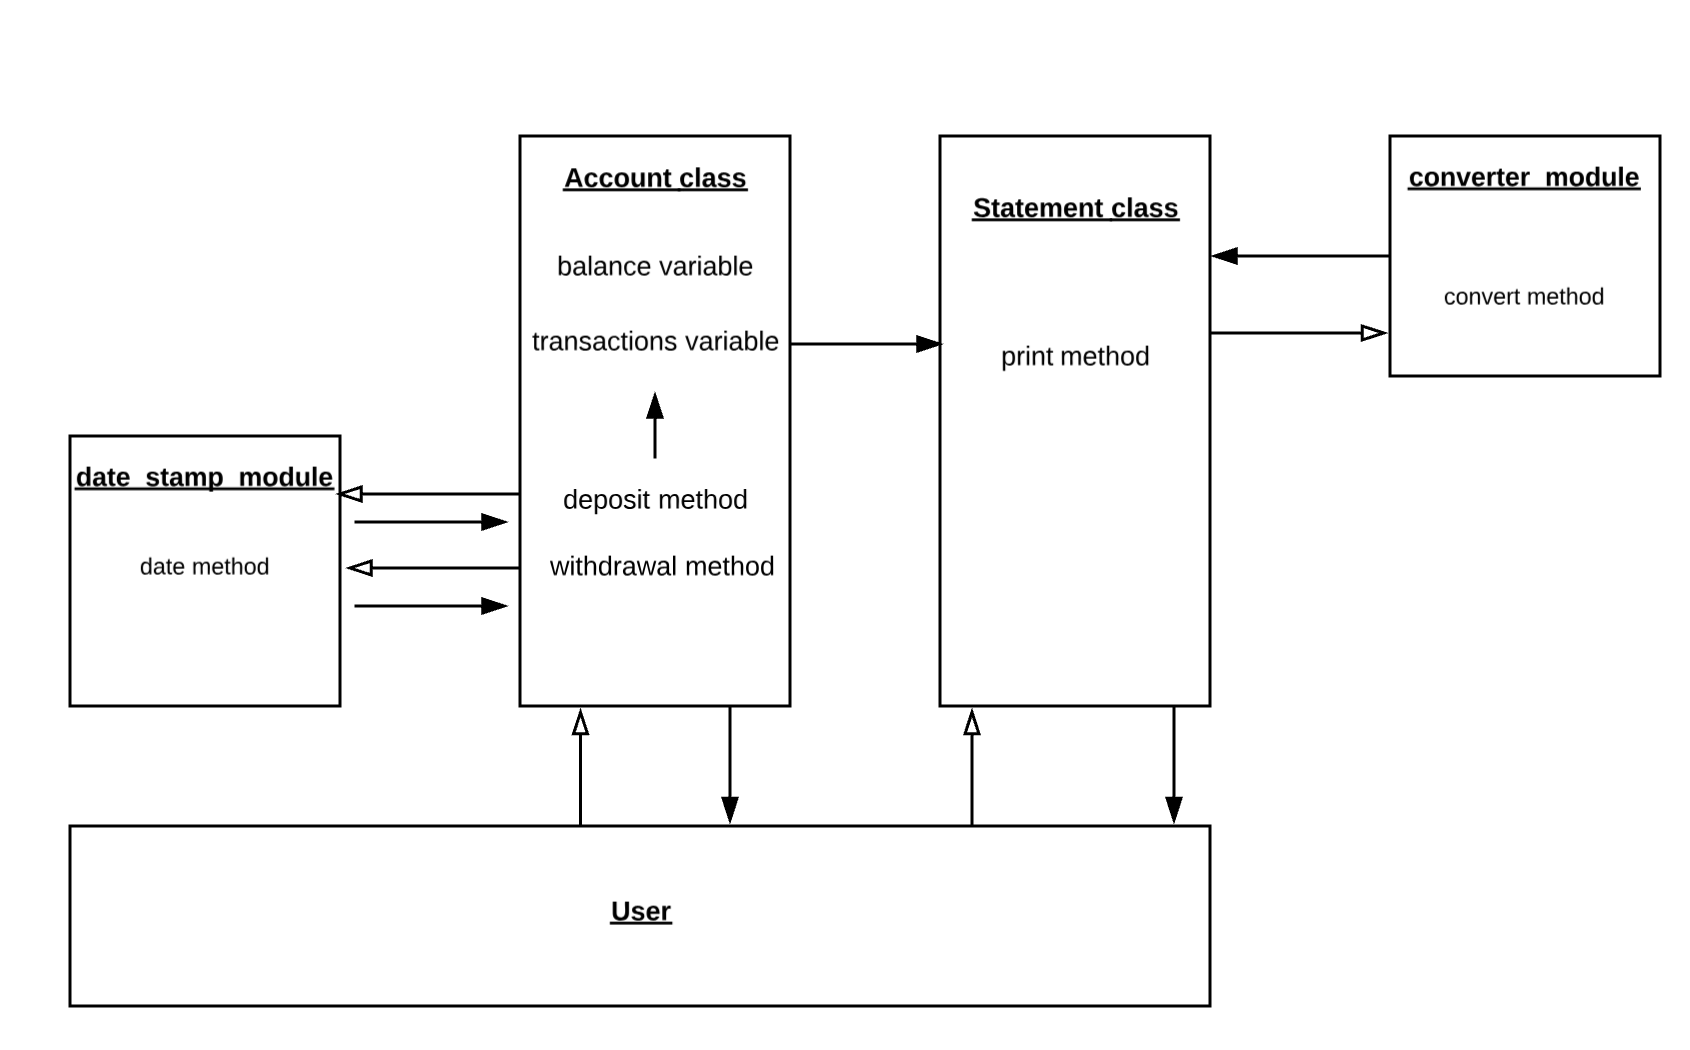 Account class
balance variable
transactions variable
deposit method
withdrawal method
Statement class
print method
converter_module
convert method
date_stamp_module
date method
User